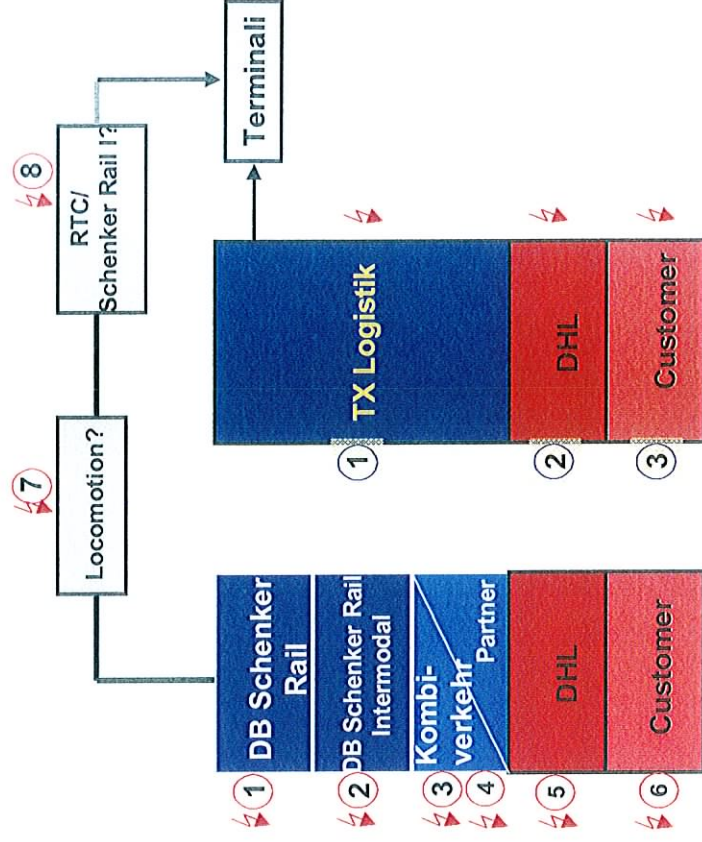 8
RTC/
Schenker Rail I?
7
Locomotion?
Terminali
1
DB Schenker
Rail
2
DB Schenker Rail
Intermodal
3
Kombi-
verkehr
4
Partner
5
DHL
6
Customer
1
TX Logistik
2
DHL
3
Customer